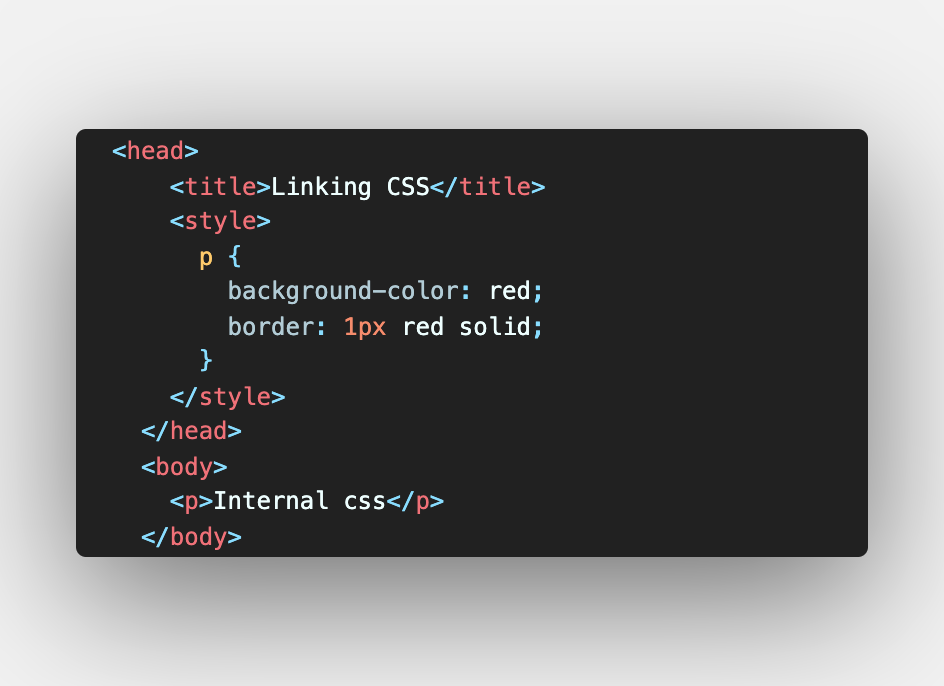 <head>
    <title>Linking CSS</title>
    <style>
      p {
        background-color: red;
        border: 1px red solid;
      }
    </style>
  </head>
  <body>
    <p>Internal css</p>
  </body>